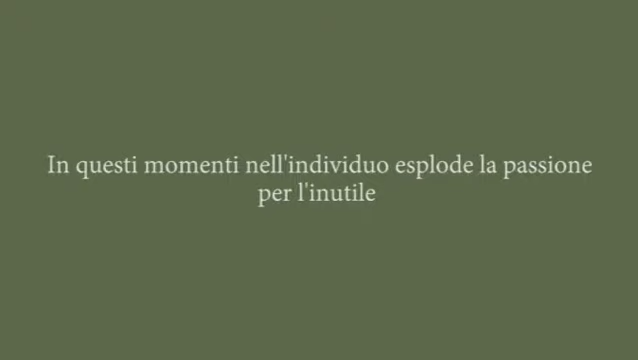 In questi momenti nell'individuo esplode la passione
per l'inutile